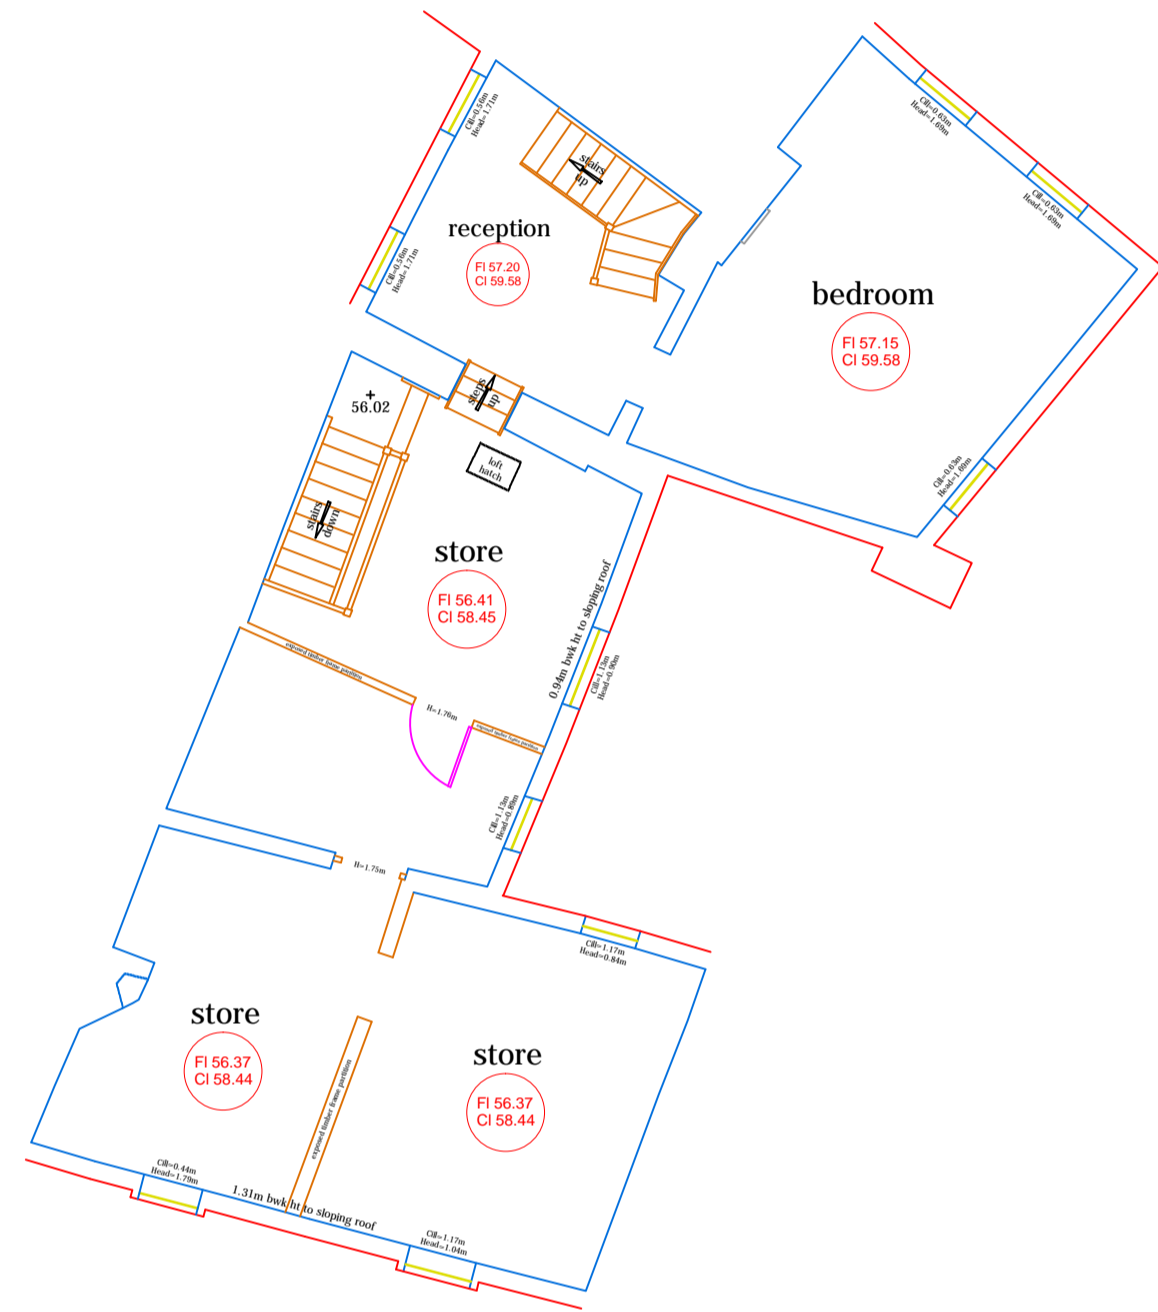 Cill=0.56m
Head=1.71m
Cill=0.63m
Head=1.69m
stairs
up
Cill=0.63m
Head=1.69m
reception
Fl 57.20
Cl 59.58
Cill=0.56m
Head=1.71m
bedroom
Fl 57.15
Cl 59.58
steps
up
56.02
loft
hatch
Cill=0.63m
Head=1.69m
stairs
down
store
Fl 56.41
Cl 58.45
0.94m bwk ht to sloping roof
exposed timber frame partition
Cill=1.13m
Head=0.90m
H=1.76m
exposed timber frame partition
Cill=1.13m
Head=0.89m
H=1.75m
Cill=1.17m
Head=0.84m
store
Fl 56.37
Cl 58.44
store
Fl 56.37
Cl 58.44
exposed timber frame partition
Cill=0.44m
Head=1.79m
1.31m bwk ht to sloping roof
Cill=1.17m
Head=1.04m